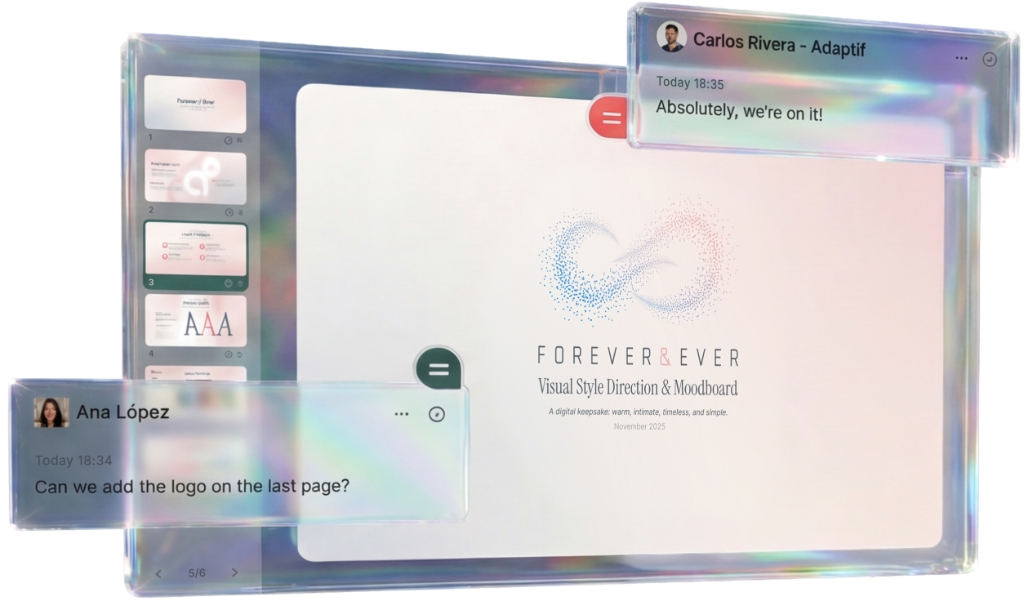 Carlos Rivera - Adaptif
Today 18:35
Absolutely, we're on it!
1
2
3
4
FOREVER & EVER
Visual Style Direction & Moodboard
A digital keepsake: warm, intimate, timeless, and simple.
November 2025
AAA
Ana López
Today 18:34
Can we add the logo on the last page?
5/6